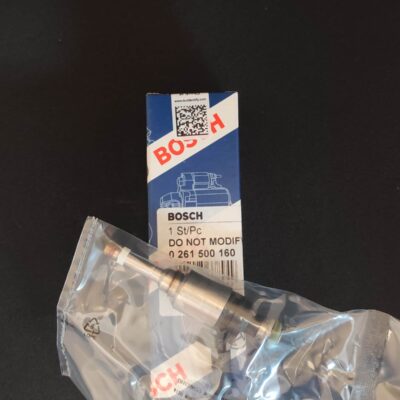 BOSCH
BOSCH
1 St/Pc
DO NOT MODIF
0 261 500 160
BOSCH